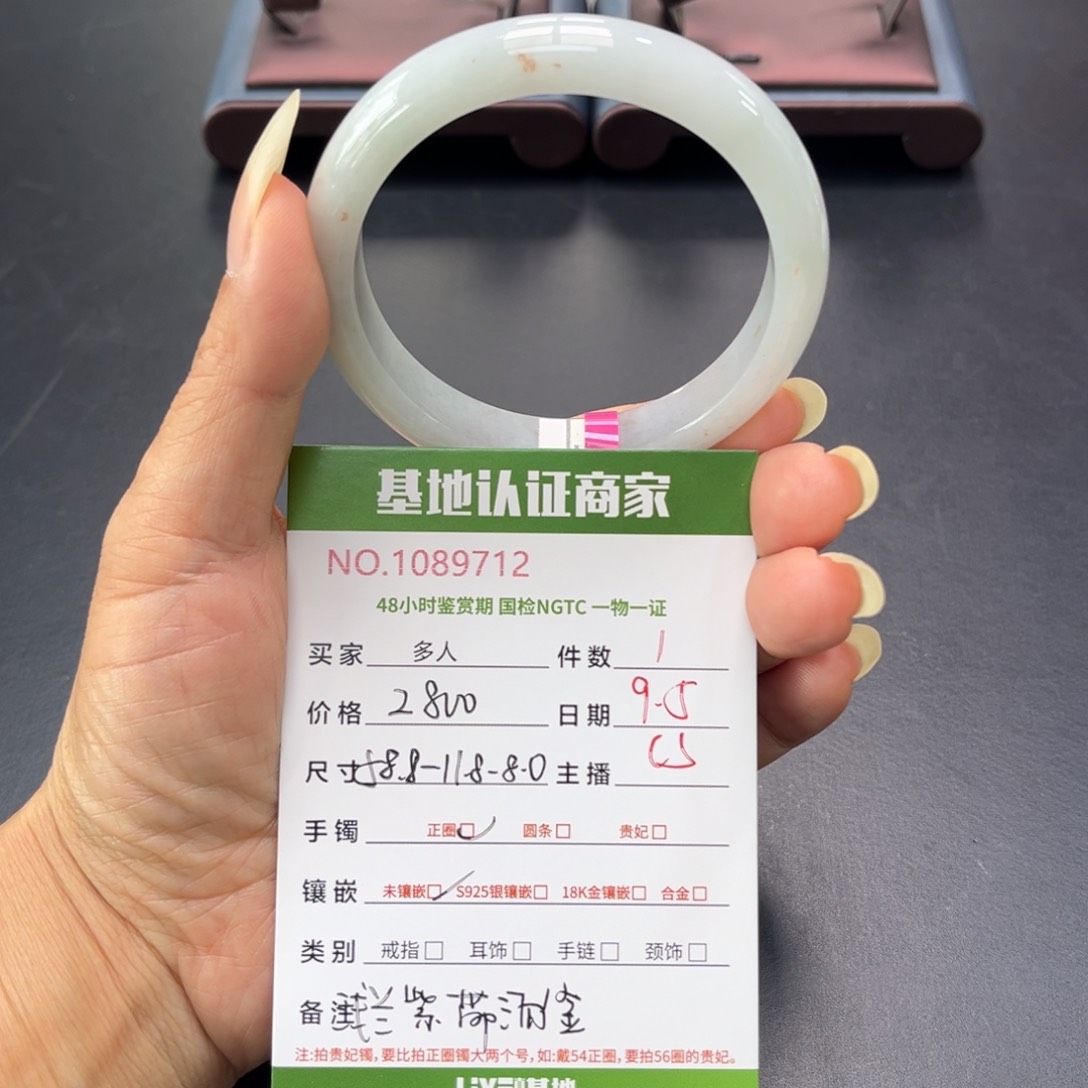 基地认证商家
NO.1089712
48小时鉴赏期 国检NGTC 一物一证
买家 多人 件数 1
价格 2800 日期 9.5
尺寸 58.8-11.8-8.0 主播
手镯 正圈 圆条 贵妃
镶嵌 未镶嵌 S925银镶嵌 18K金镶嵌 合金
类别 戒指 耳饰 手链 颈饰
备注 紫带洒金
注:拍贵妃镯,要比拍正圈镯大两个号,如:戴54正圈,要拍56圈的贵妃。